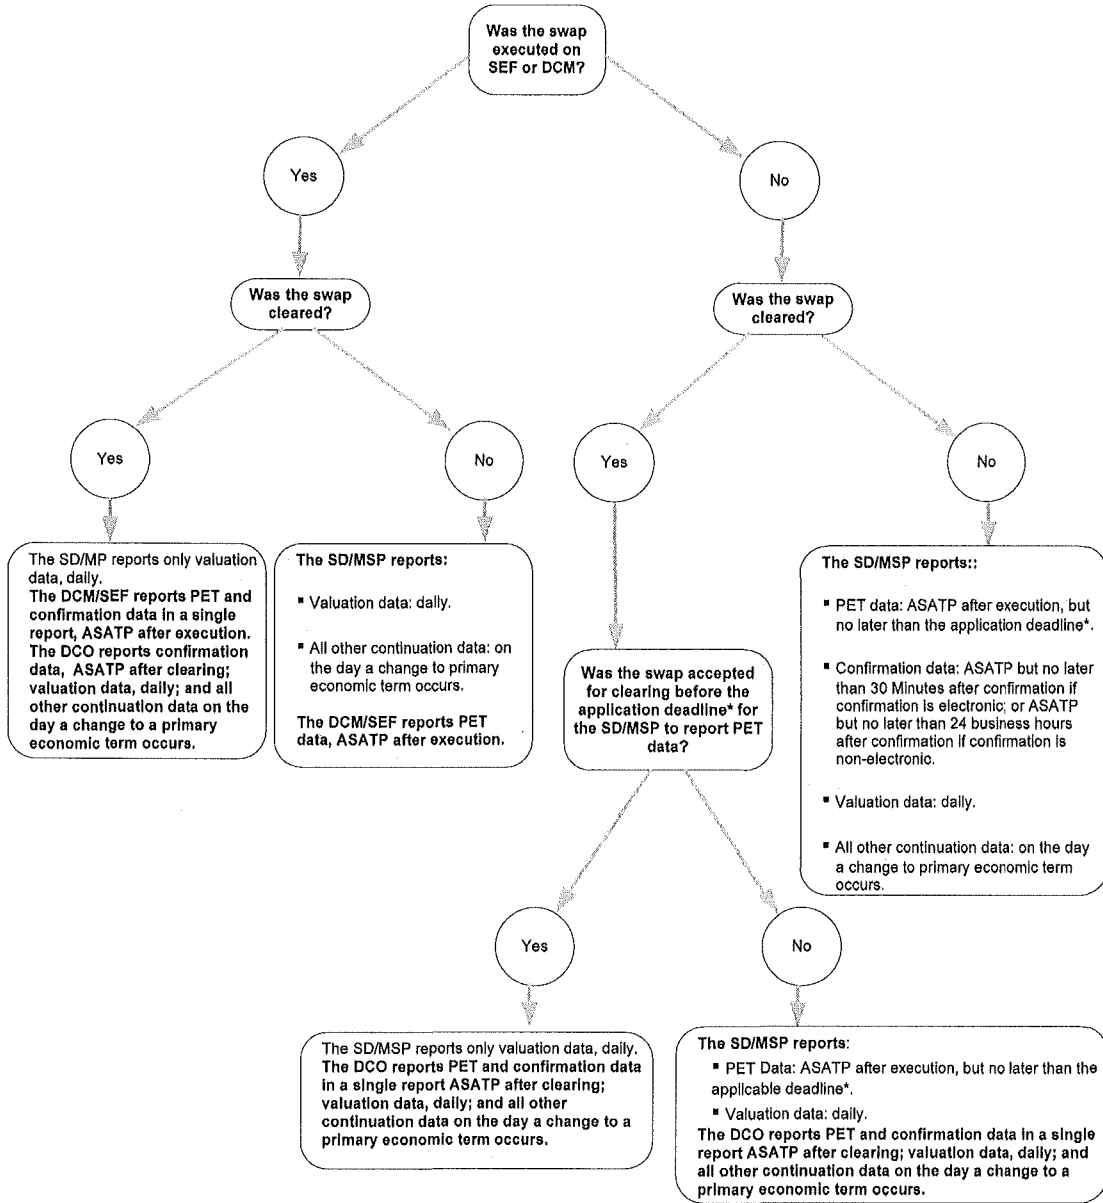 Was the swap
executed on
SEF or DCM?
Yes
No
Was the swap
cleared?
Was the swap
cleared?
Yes
No
Yes
No
The SD/MP reports only valuation
data, daily.
The DCM/SEF reports PET and
confirmation data in a single
report, ASATP after execution.
The DCO reports confirmation
data, ASATP after clearing;
valuation data, daily; and all
other continuation data on the
day a change to a primary
economic term occurs.
The SD/MSP reports:
▪ Valuation data: daily.
▪ All other continuation data: on
the day a change to primary
economic term occurs.
The DCM/SEF reports PET
data, ASATP after execution.
Was the swap accepted
for clearing before the
application deadline* for
the SD/MSP to report PET
data?
The SD/MSP reports::
▪ PET data: ASATP after execution, but
no later than the application deadline*.
▪ Confirmation data: ASATP but no later
than 30 Minutes after confirmation if
confirmation is electronic; or ASATP
but no later than 24 business hours
after confirmation if confirmation is
non-electronic.
▪ Valuation data: daily.
▪ All other continuation data: on the day
a change to primary economic term
occurs.
Yes
No
The SD/MSP reports only valuation data, daily.
The DCO reports PET and confirmation data
in a single report ASATP after clearing;
valuation data, daily; and all other
continuation data on the day a change to a
primary economic term occurs.
The SD/MSP reports:
▪ PET Data: ASATP after execution, but no later than the
applicable deadline*.
▪ Valuation data: daily.
The DCO reports PET and confirmation data in a single
report ASATP after clearing; valuation data, daily; and
all other continuation data on the day a change to a
primary economic term occurs.